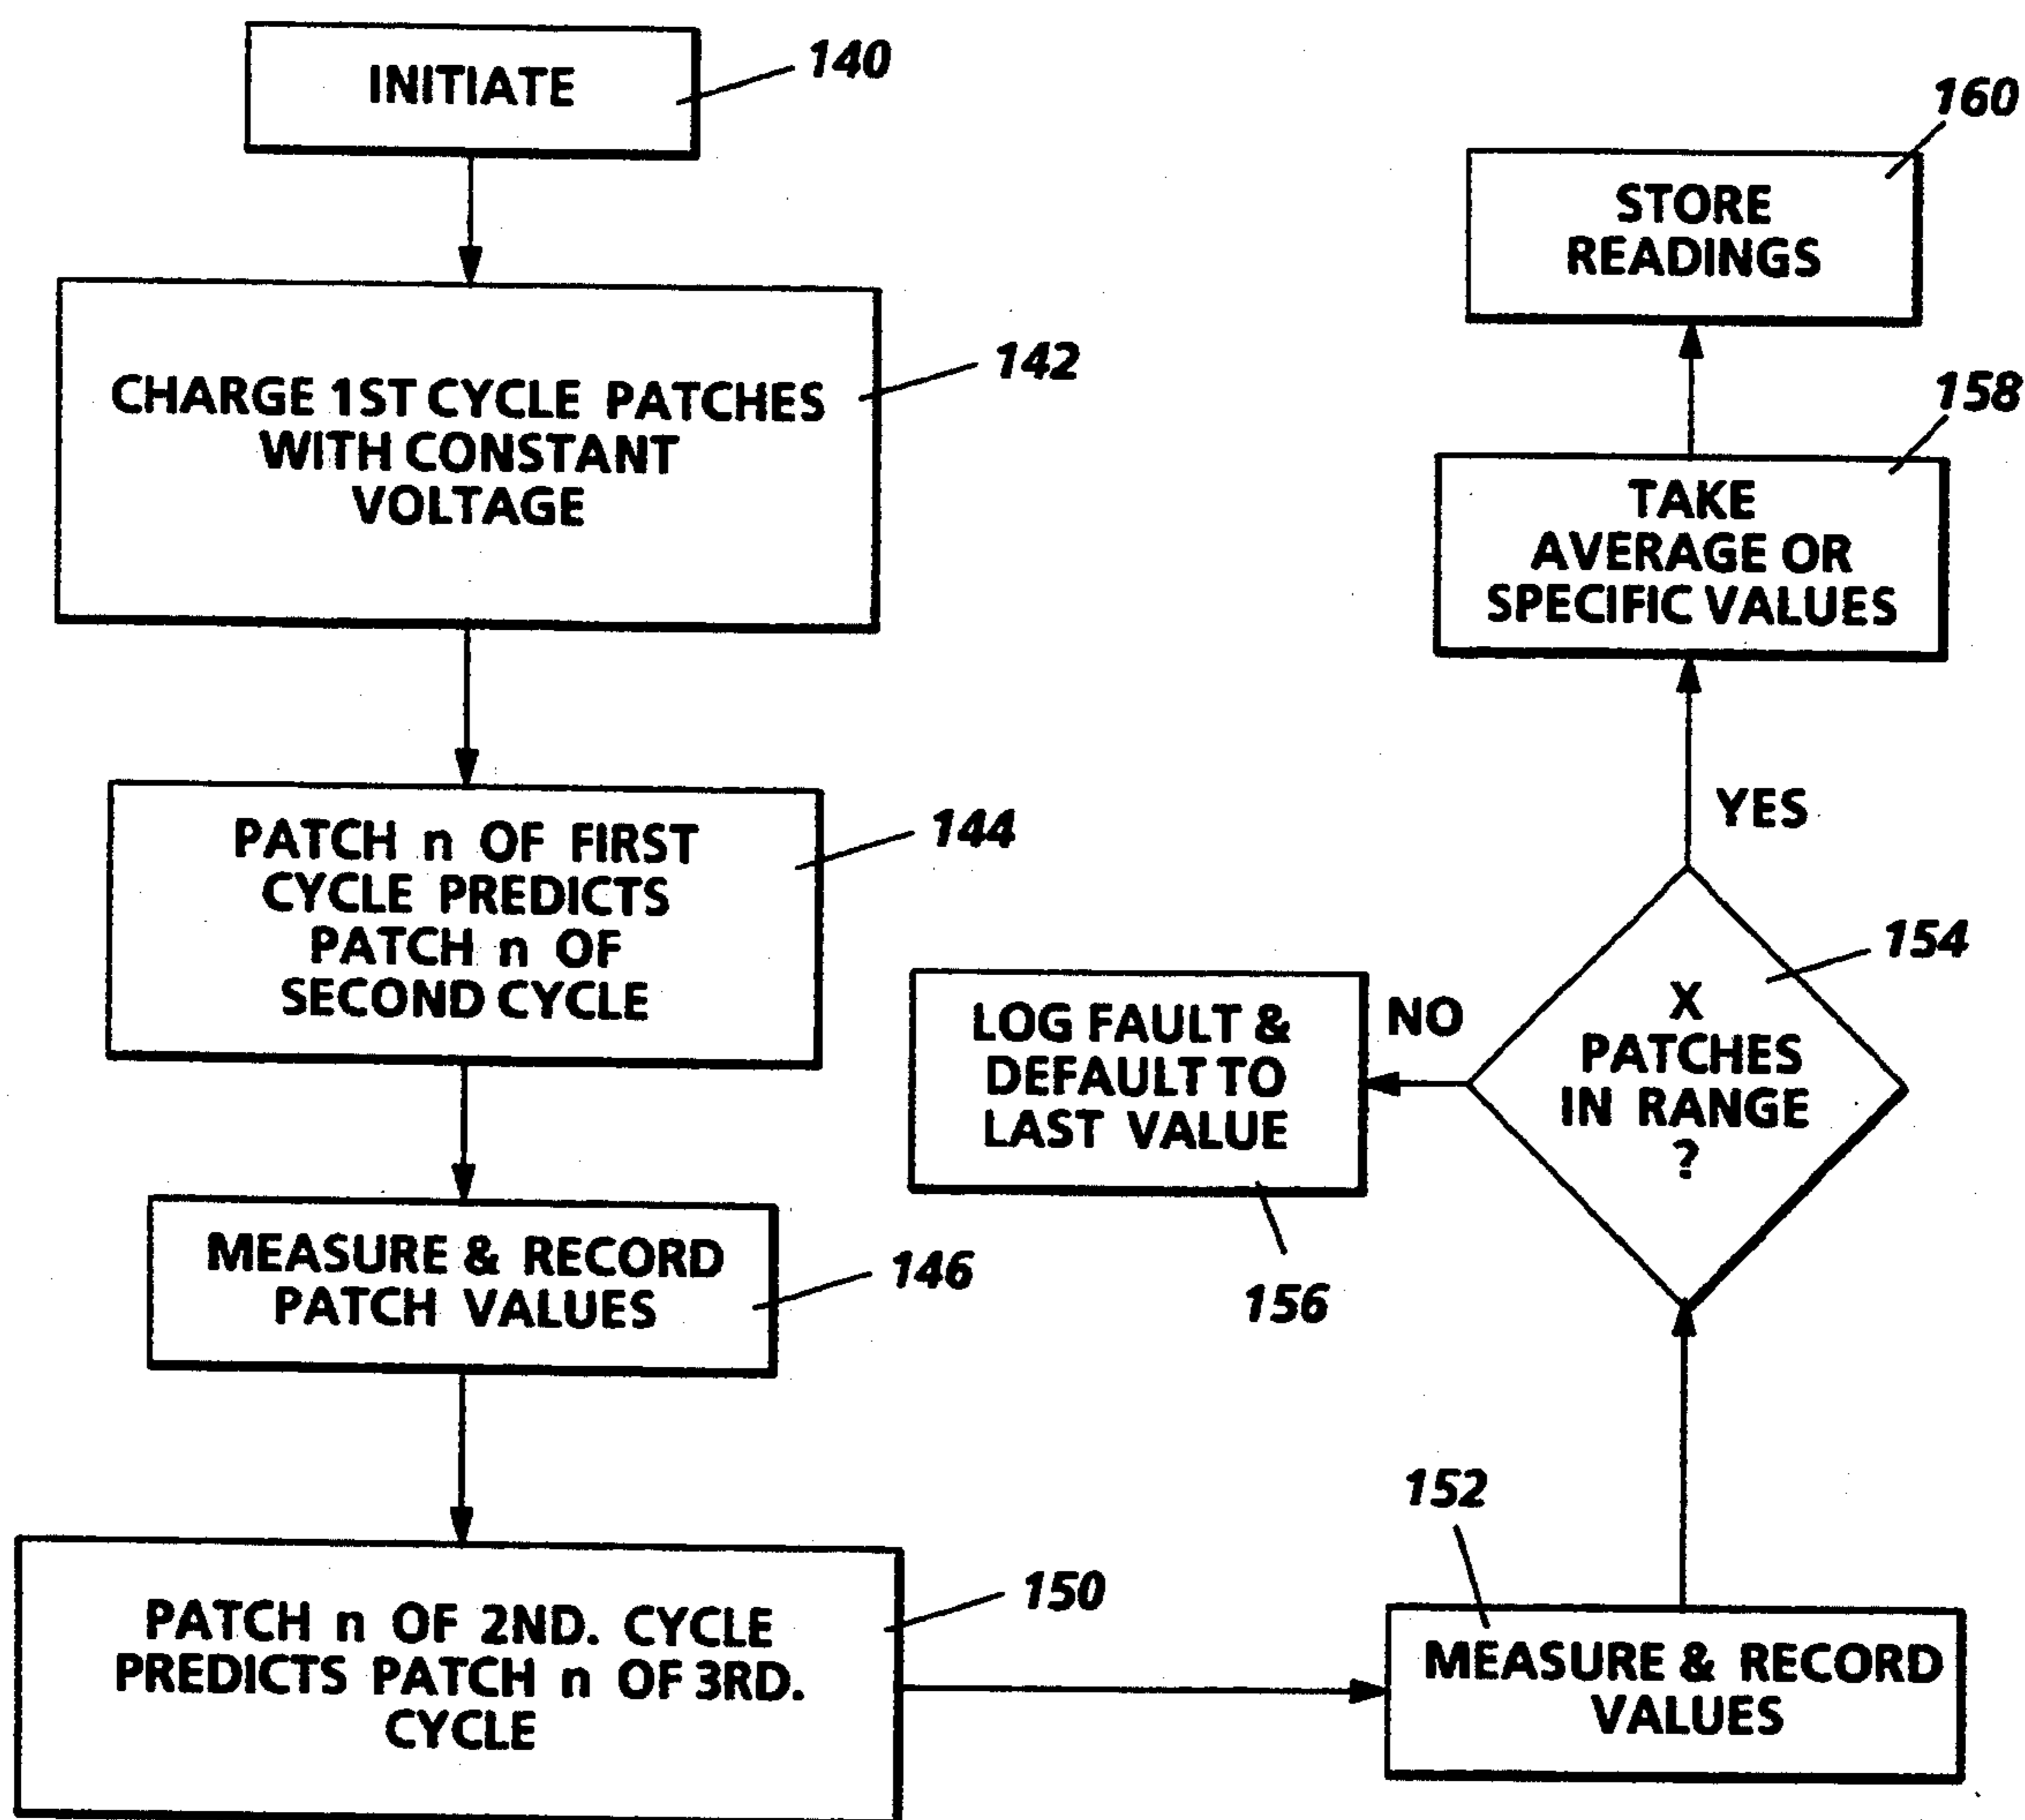 INITIATE
140
CHARGE 1ST CYCLE PATCHES
WITH CONSTANT
VOLTAGE
142
PATCH n OF FIRST
CYCLE PREDICTS
PATCH n OF
SECOND CYCLE
144
MEASURE & RECORD
PATCH VALUES
146
PATCH n OF 2ND. CYCLE
PREDICTS PATCH n OF 3RD.
CYCLE
150
MEASURE & RECORD
VALUES
152
X
PATCHES
IN RANGE
?
154
NO
LOG FAULT &
DEFAULT TO
LAST VALUE
156
YES
TAKE
AVERAGE OR
SPECIFIC VALUES
158
STORE
READINGS
160